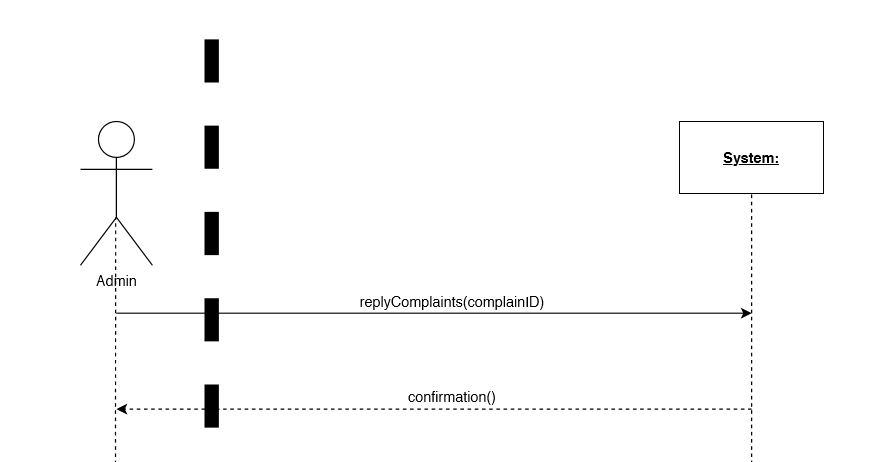 System:
Admin
replyComplaints(complainID)
confirmation()